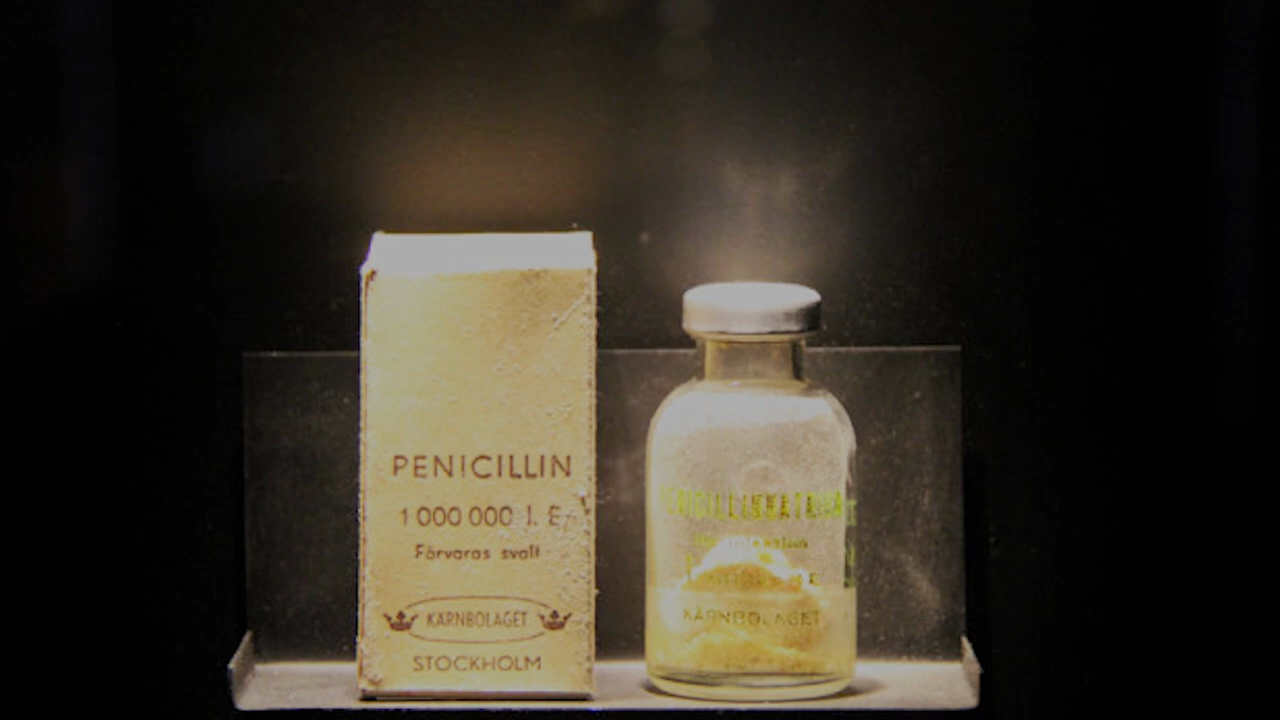 PENICILLIN
1 000 000 I. E.
Förvaras svalt
KÄRNBOLAGET
STOCKHOLM
KÄRNBOLAGET